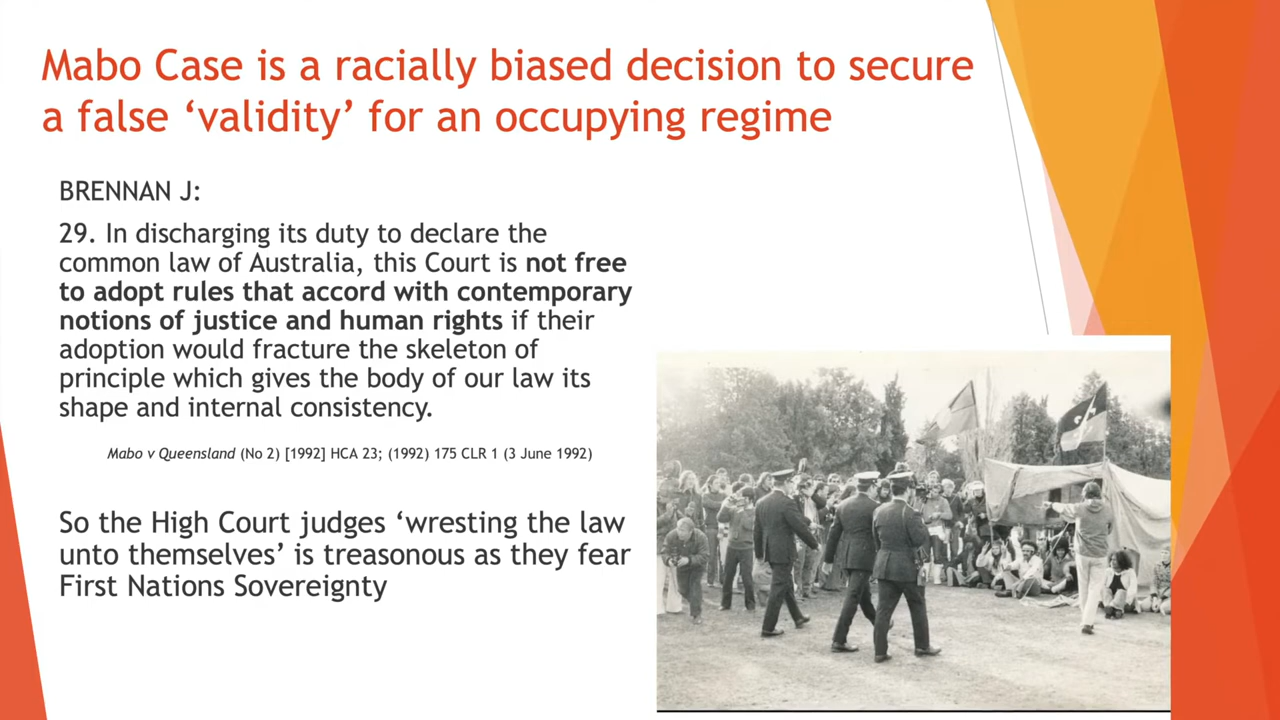 Mabo Case is a racially biased decision to secure
a false ‘validity’ for an occupying regime
BRENNAN J:
29. In discharging its duty to declare the
common law of Australia, this Court is not free
to adopt rules that accord with contemporary
notions of justice and human rights if their
adoption would fracture the skeleton of
principle which gives the body of our law its
shape and internal consistency.
Mabo v Queensland (No 2) [1992] HCA 23; (1992) 175 CLR 1 (3 June 1992)
So the High Court judges ‘wresting the law
unto themselves’ is treasonous as they fear
First Nations Sovereignty